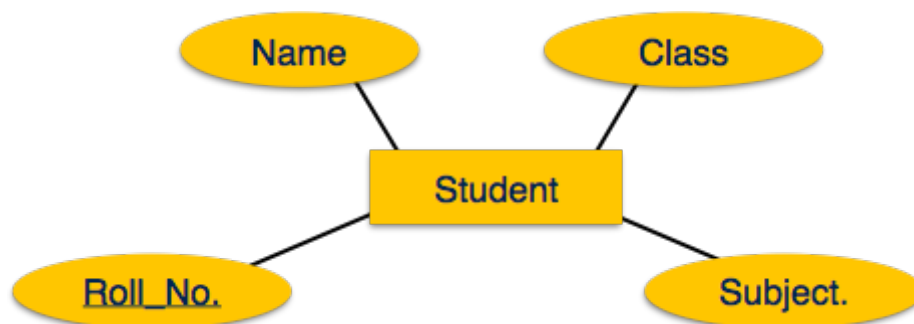 Name
Class
Student
Roll_No.
Subject.